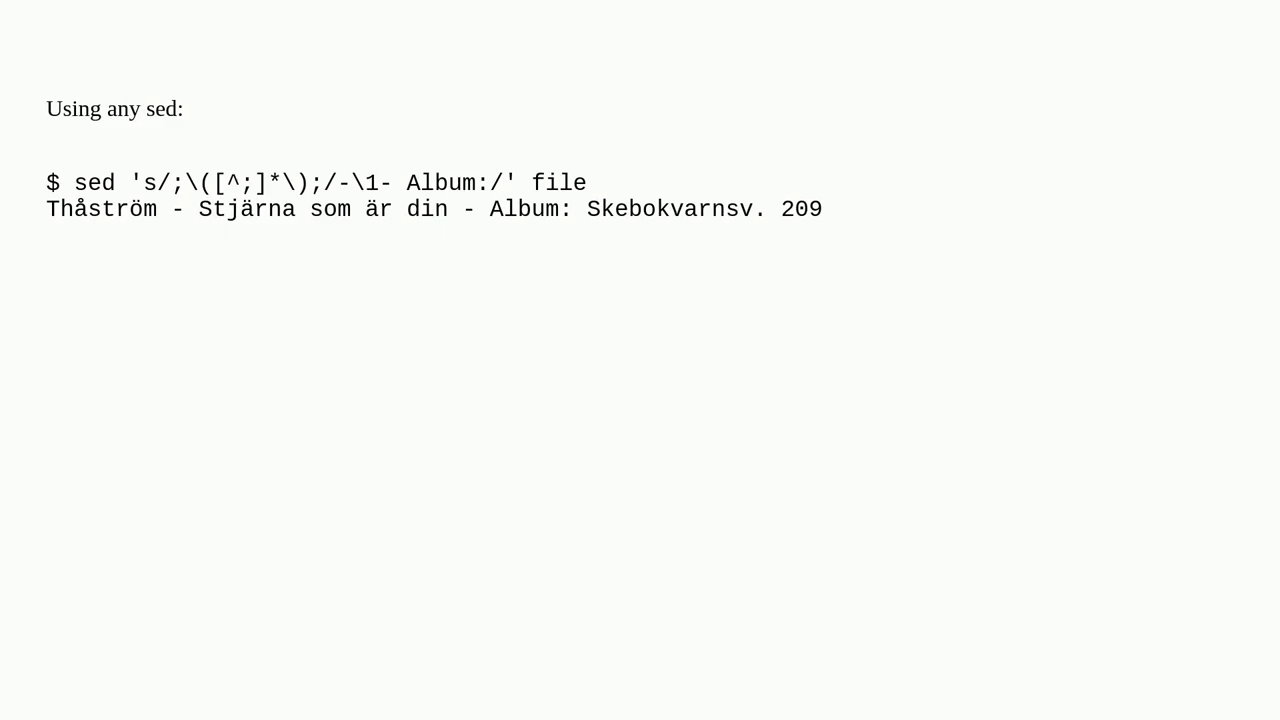 Using any sed:
$ sed 's/;\([^;]*\);/-\1- Album:/' file
Thåström - Stjärna som är din - Album: Skebokvarnsv. 209